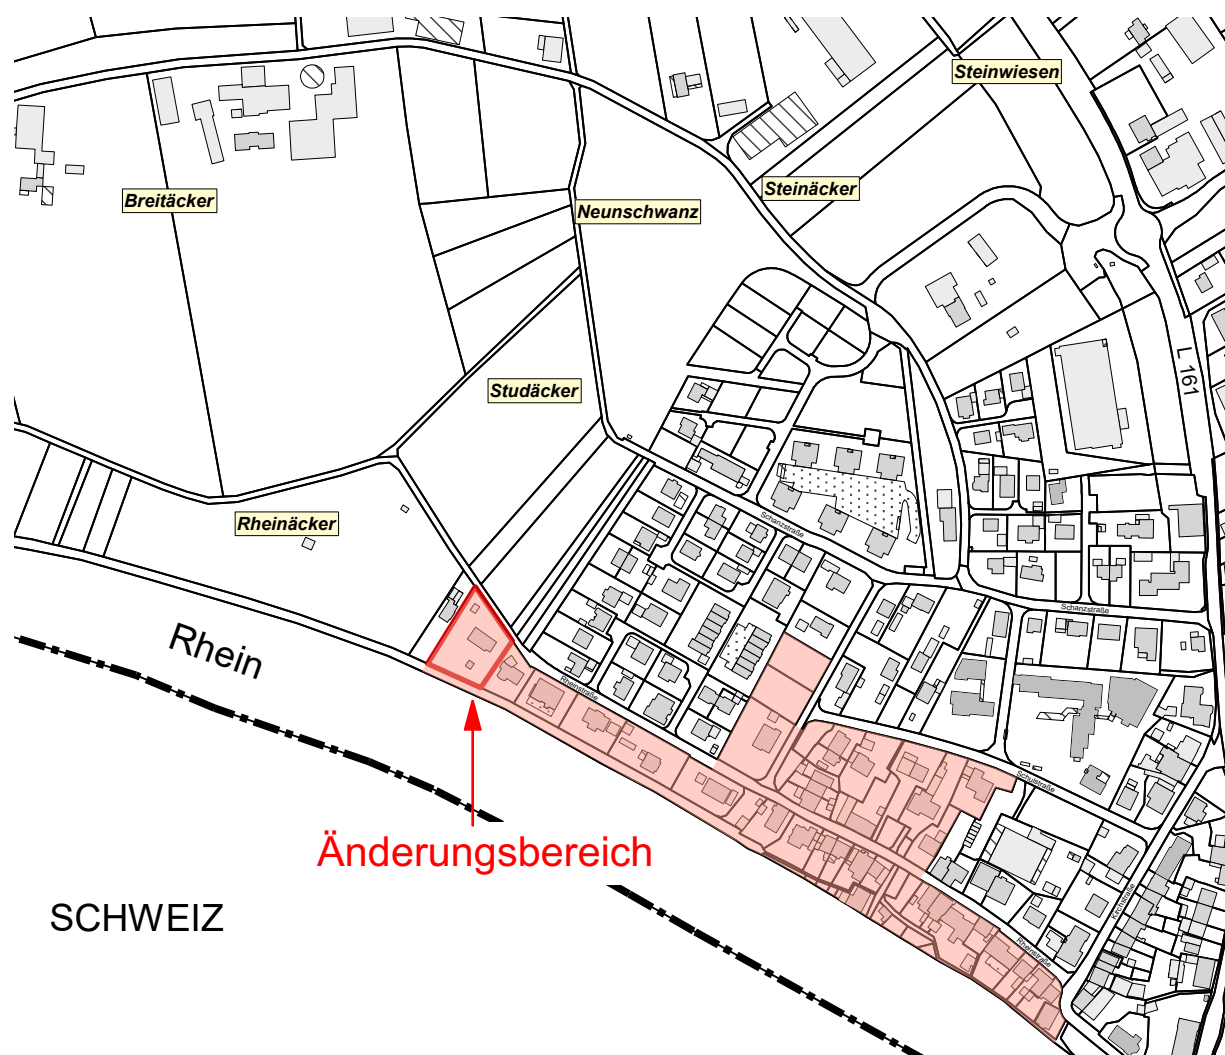 Steinwiesen
Breitäcker
Steinäcker
Neunschwanz
L 161
Studäcker
Rheinäcker
Schanzstraße
Schanzstraße
Rhein
Rheinstraße
Schulstraße
Änderungsbereich
Kirchstraße
SCHWEIZ
Rheinstraße